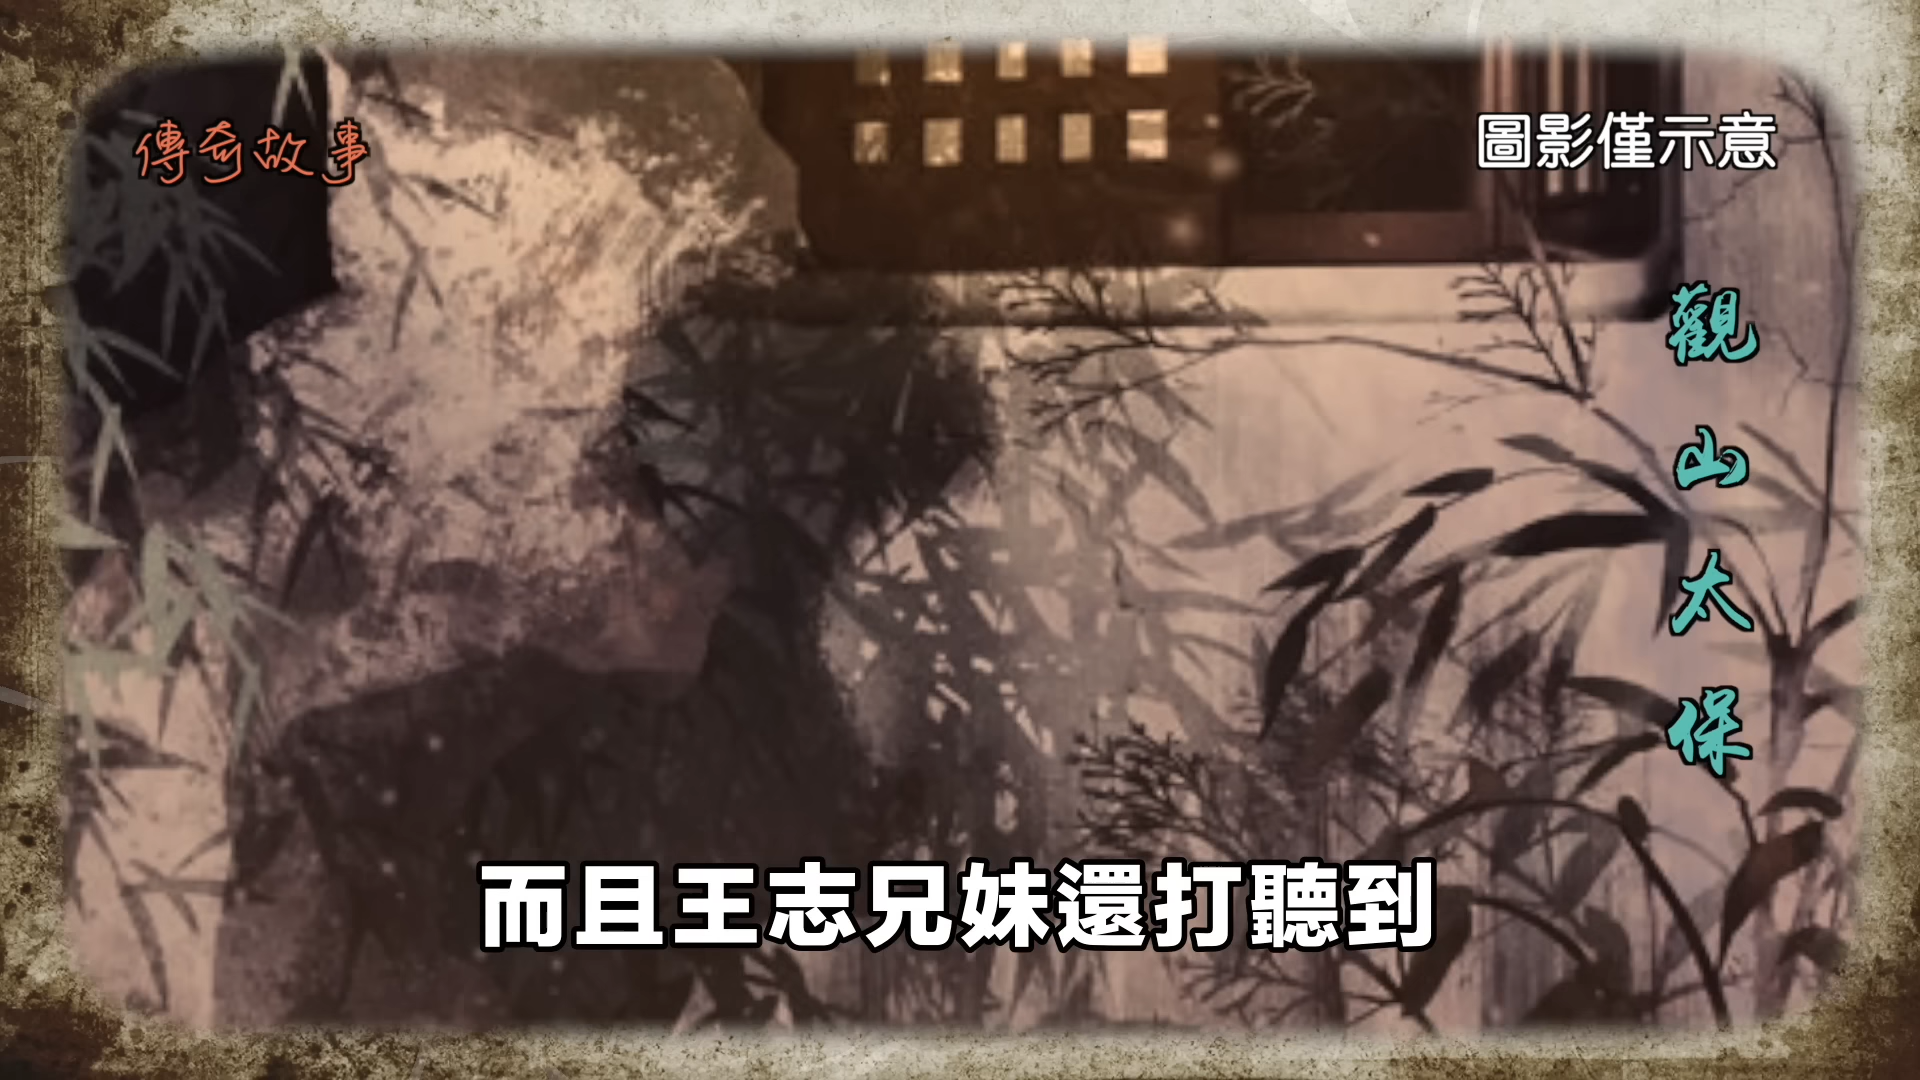 傳奇故事
圖影僅示意
觀山太保
而且王志兄妹還打聽到